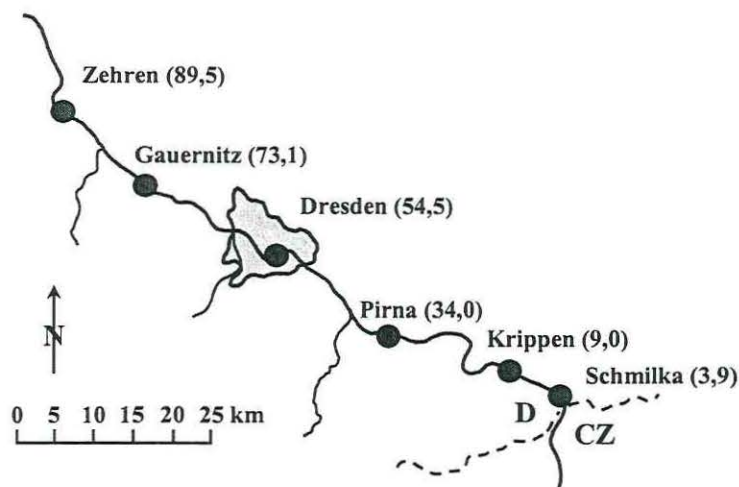 Zehren (89,5)
Gauernitz (73,1)
Dresden (54,5)
Pirna (34,0)
Krippen (9,0)
Schmilka (3,9)
N
D
CZ
0 5 10 15 20 25 km